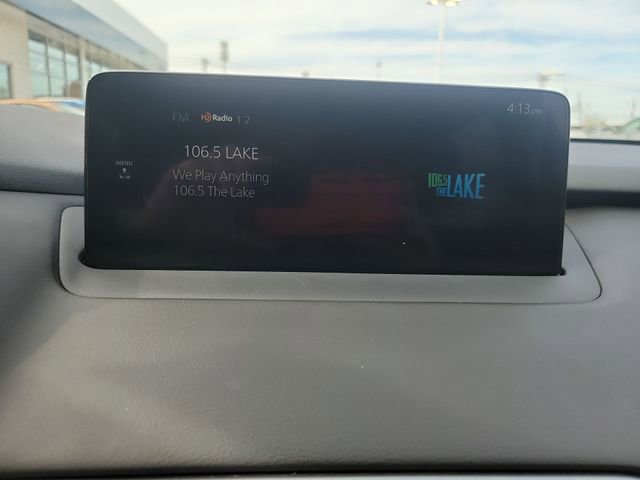 FM HD Radio 1 2
4:13 pm
106.5 LAKE
MENU
We Play Anything
106.5 The Lake
106.5
THE LAKE